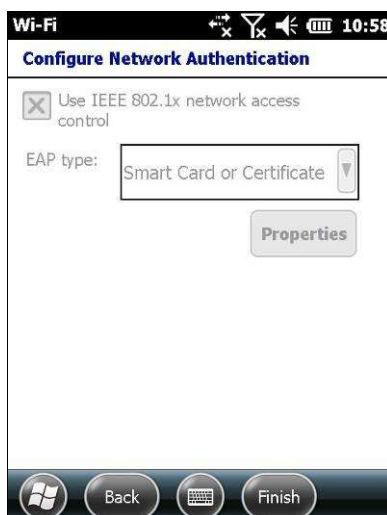 Wi-Fi 10:58
Configure Network Authentication
Use IEEE 802.1x network access
control
EAP type:
Smart Card or Certificate
Properties
Back Finish